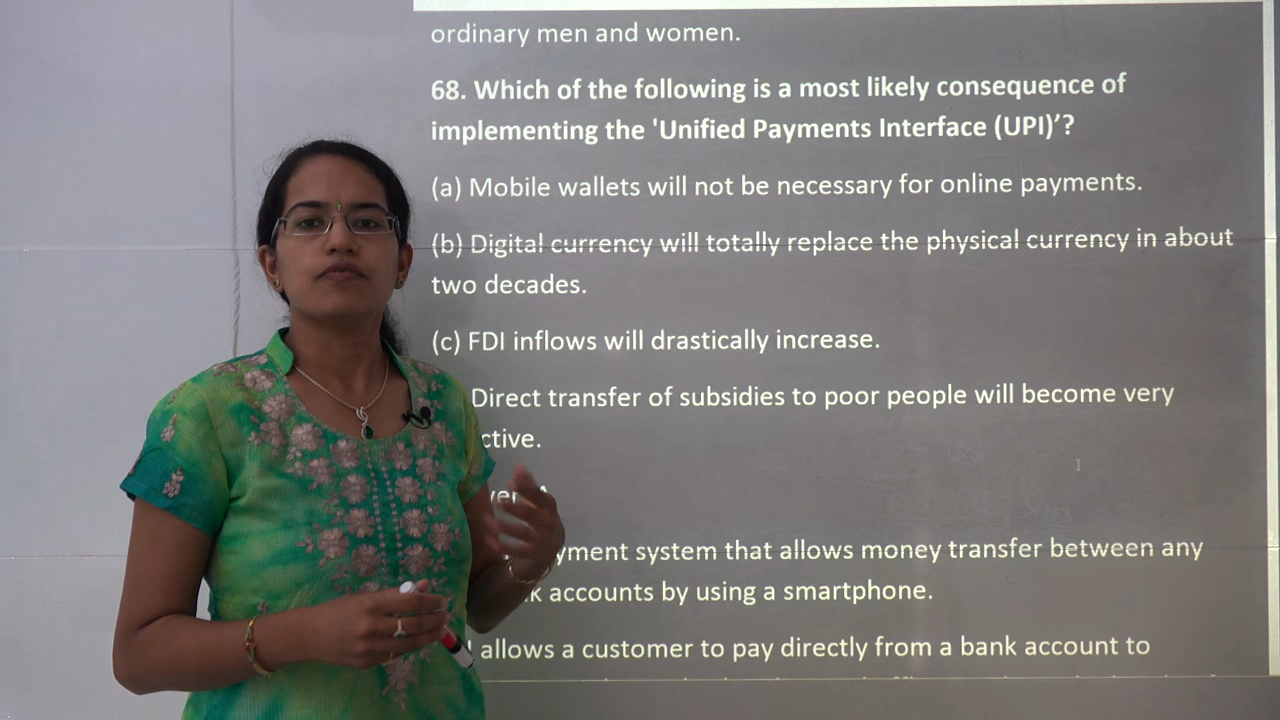 ordinary men and women.
68. Which of the following is a most likely consequence of
implementing the 'Unified Payments Interface (UPI)’?
(a) Mobile wallets will not be necessary for online payments.
(b) Digital currency will totally replace the physical currency in about
two decades.
(c) FDI inflows will drastically increase.
Direct transfer of subsidies to poor people will become very
system that allows money transfer between any
accounts by using a smartphone.
allows a customer to pay directly from a bank account to